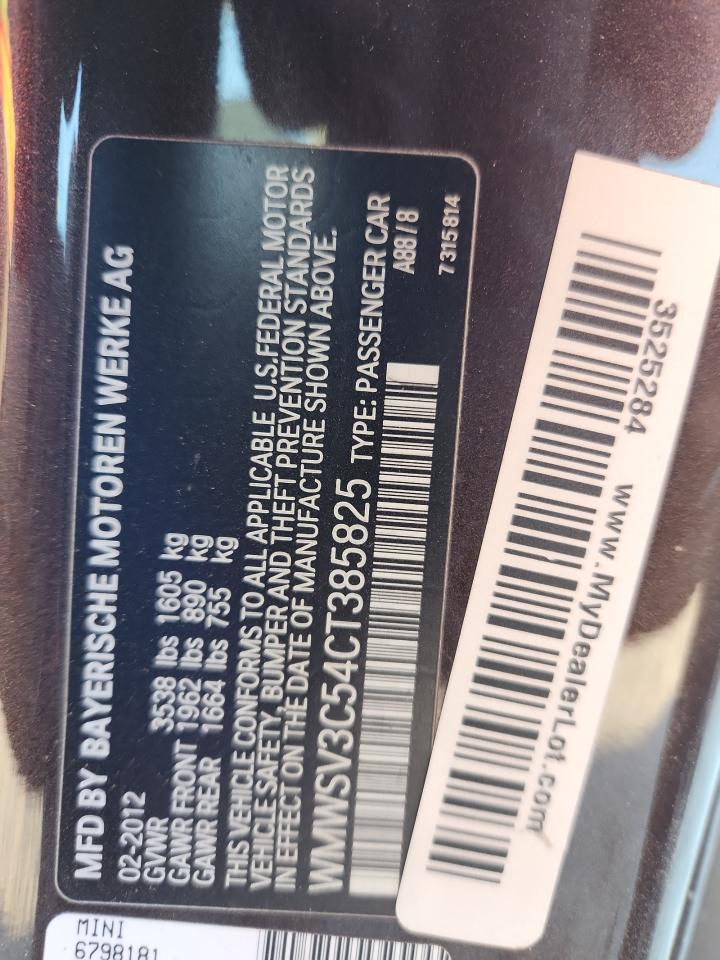 MFD BY BAYERISCHE MOTOREN WERKE AG
02-2012
GVWR 3538 lbs 1605 kg
GAWR FRONT 1962 lbs 890 kg
GAWR REAR 1664 lbs 755 kg
THIS VEHICLE CONFORMS TO ALL APPLICABLE U.S.FEDERAL MOTOR
VEHICLE SAFETY, BUMPER AND THEFT PREVENTION STANDARDS
IN EFFECT ON THE DATE OF MANUFACTURE SHOWN ABOVE.
WMWSV3C54CT385825 TYPE: PASSENGER CAR
A88 / 8
7 315 814
3525284 www.MyDealerLot.com
MINI
6798181